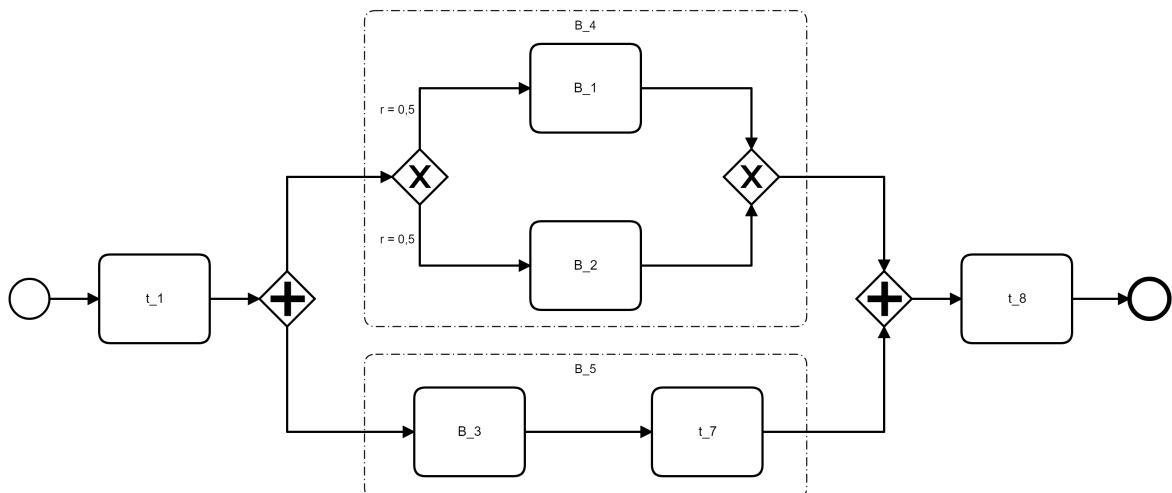 B_4
B_1
r = 0,5
r = 0,5
B_2
t_1
t_8
B_5
B_3
t_7